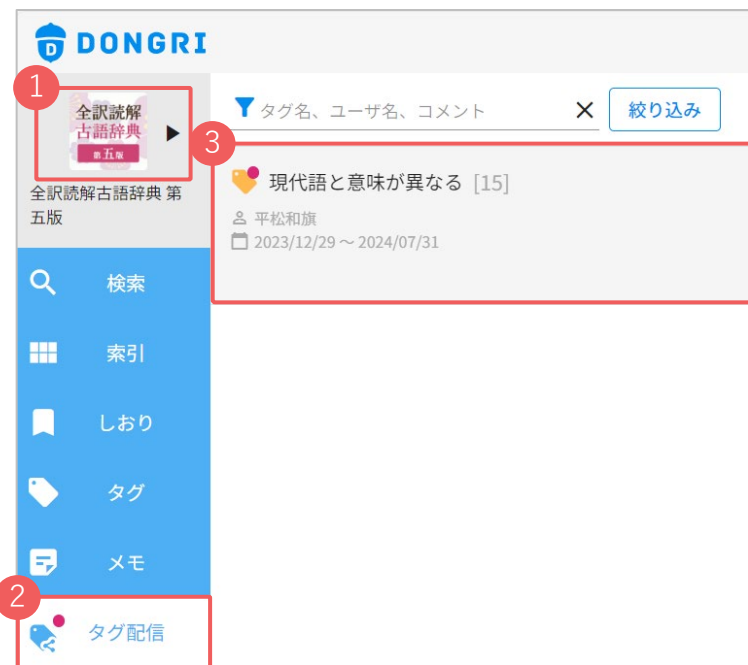 DONGRI
1
全訳読解
古語辞典
第五版
全訳読解古語辞典 第
五版
タグ名、ユーザ名、コメント
絞り込み
3
現代語と意味が異なる [15]
平松和旗
2023/12/29 ～ 2024/07/31
検索
索引
しおり
タグ
メモ
2
タグ配信